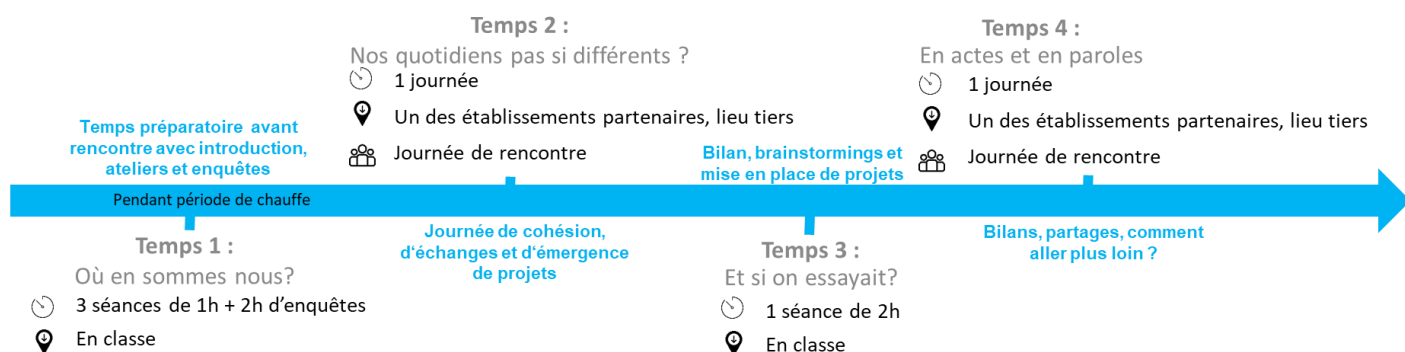 Temps 2 :
Nos quotidiens pas si différents ?
1 journée
Un des établissements partenaires, lieu tiers
Journée de rencontre
Temps 4 :
En actes et en paroles
1 journée
Un des établissements partenaires, lieu tiers
Journée de rencontre
Temps préparatoire avant
rencontre avec introduction,
ateliers et enquêtes
Bilan, brainstormings et
mise en place de projets
Pendant période de chauffe
Temps 1 :
Où en sommes nous?
3 séances de 1h + 2h d’enquêtes
En classe
Journée de cohésion,
d‘échanges et d‘émergence
de projets
Temps 3 :
Et si on essayait?
1 séance de 2h
En classe
Bilans, partages, comment
aller plus loin ?